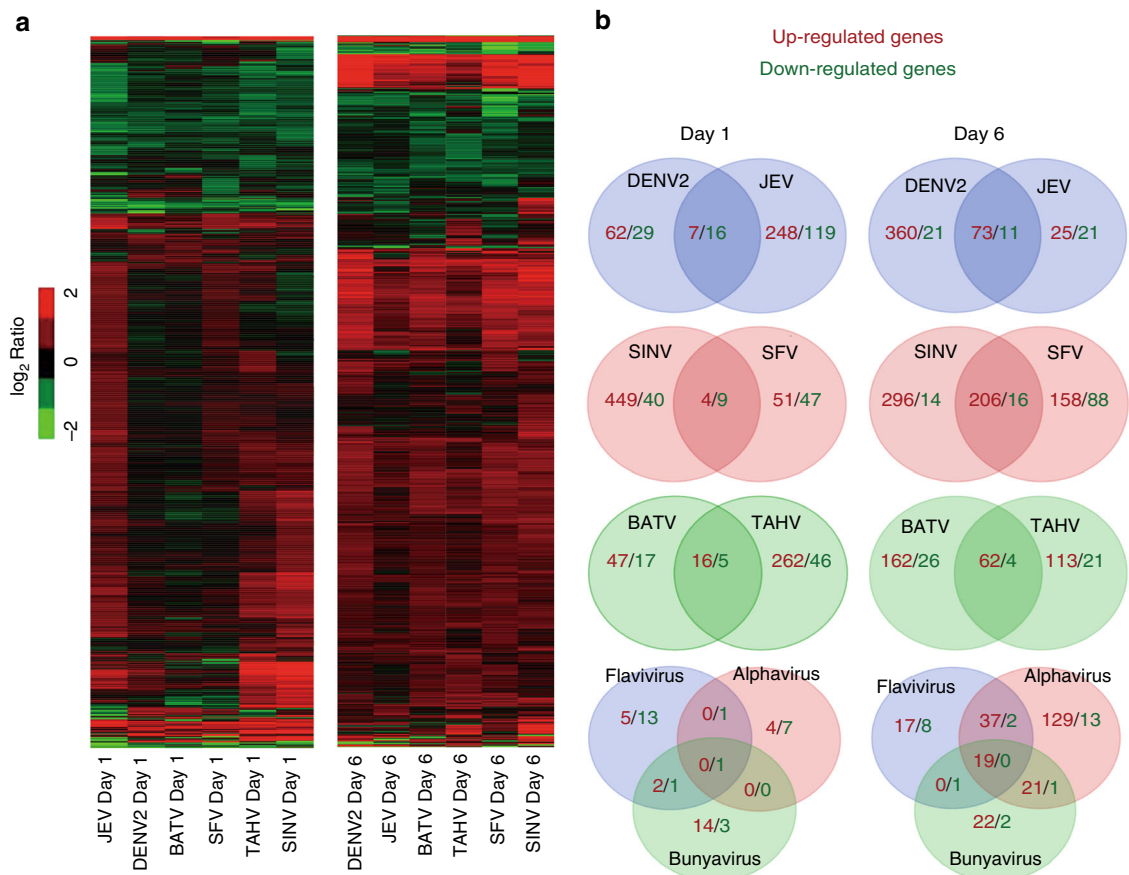 a
log2 Ratio
2
0
−2
JEV Day 1
DENV2 Day 1
BATV Day 1
SFV Day 1
TAHV Day 1
SINV Day 1
DENV2 Day 6
JEV Day 6
BATV Day 6
TAHV Day 6
SFV Day 6
SINV Day 6
b
Up-regulated genes
Down-regulated genes
Day 1
DENV2
JEV
62/29
7/16
248/119
SINV
SFV
449/40
4/9
51/47
BATV
TAHV
47/17
16/5
262/46
Flavivirus
Alphavirus
5/13
0/1
4/7
0/1
2/1
0/0
14/3
Bunyavirus
Day 6
DENV2
JEV
360/21
73/11
25/21
SINV
SFV
296/14
206/16
158/88
BATV
TAHV
162/26
62/4
113/21
Flavivirus
Alphavirus
17/8
37/2
129/13
19/0
0/1
21/1
22/2
Bunyavirus